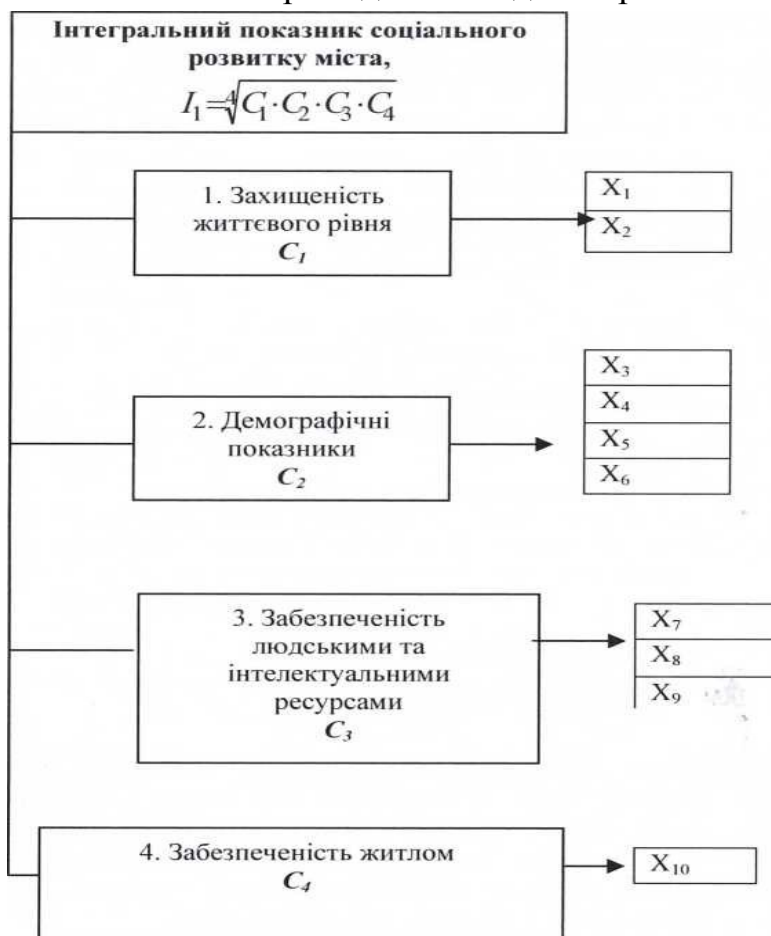 Інтегральний показник соціального
розвитку міста,
I₁=∜C₁·C₂·C₃·C₄
1. Захищеність
життєвого рівня
C₁
X₁
X₂
2. Демографічні
показники
C₂
X₃
X₄
X₅
X₆
3. Забезпеченість
людськими та
інтелектуальними
ресурсами
C₃
X₇
X₈
X₉
4. Забезпеченість житлом
C₄
X₁₀